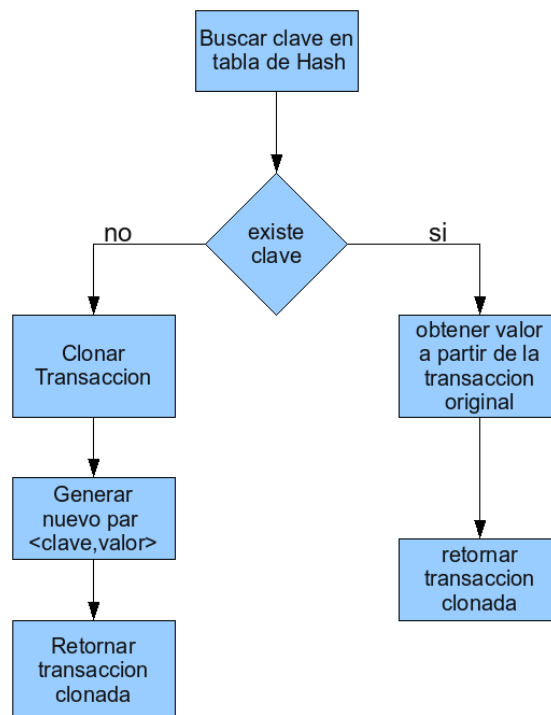 Buscar clave en
tabla de Hash
existe
clave
no
si
Clonar
Transaccion
obtener valor
a partir de la
transaccion
original
Generar
nuevo par
<clave,valor>
retornar
transaccion
clonada
Retornar
transaccion
clonada